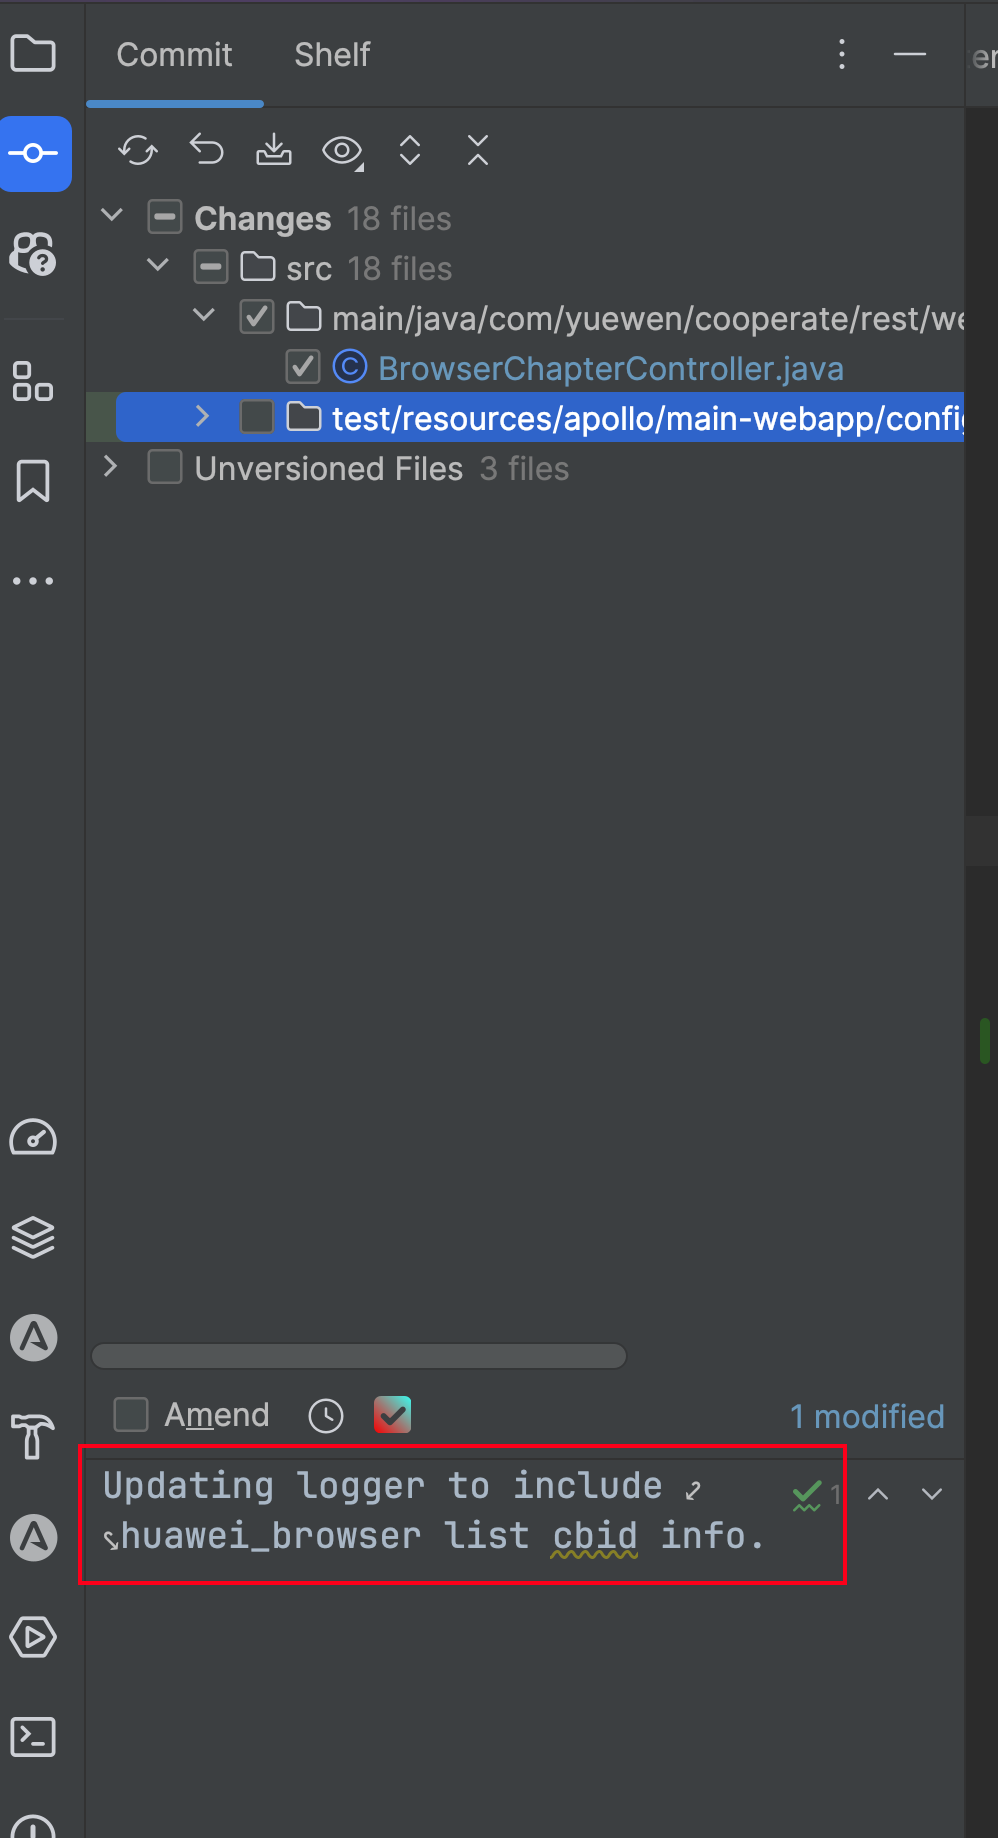 Commit Shelf
Changes 18 files
src 18 files
main/java/com/yuewen/cooperate/rest/we
BrowserChapterController.java
test/resources/apollo/main-webapp/config
Unversioned Files 3 files
Amend 1 modified
Updating logger to include
huawei_browser list cbid info.
1